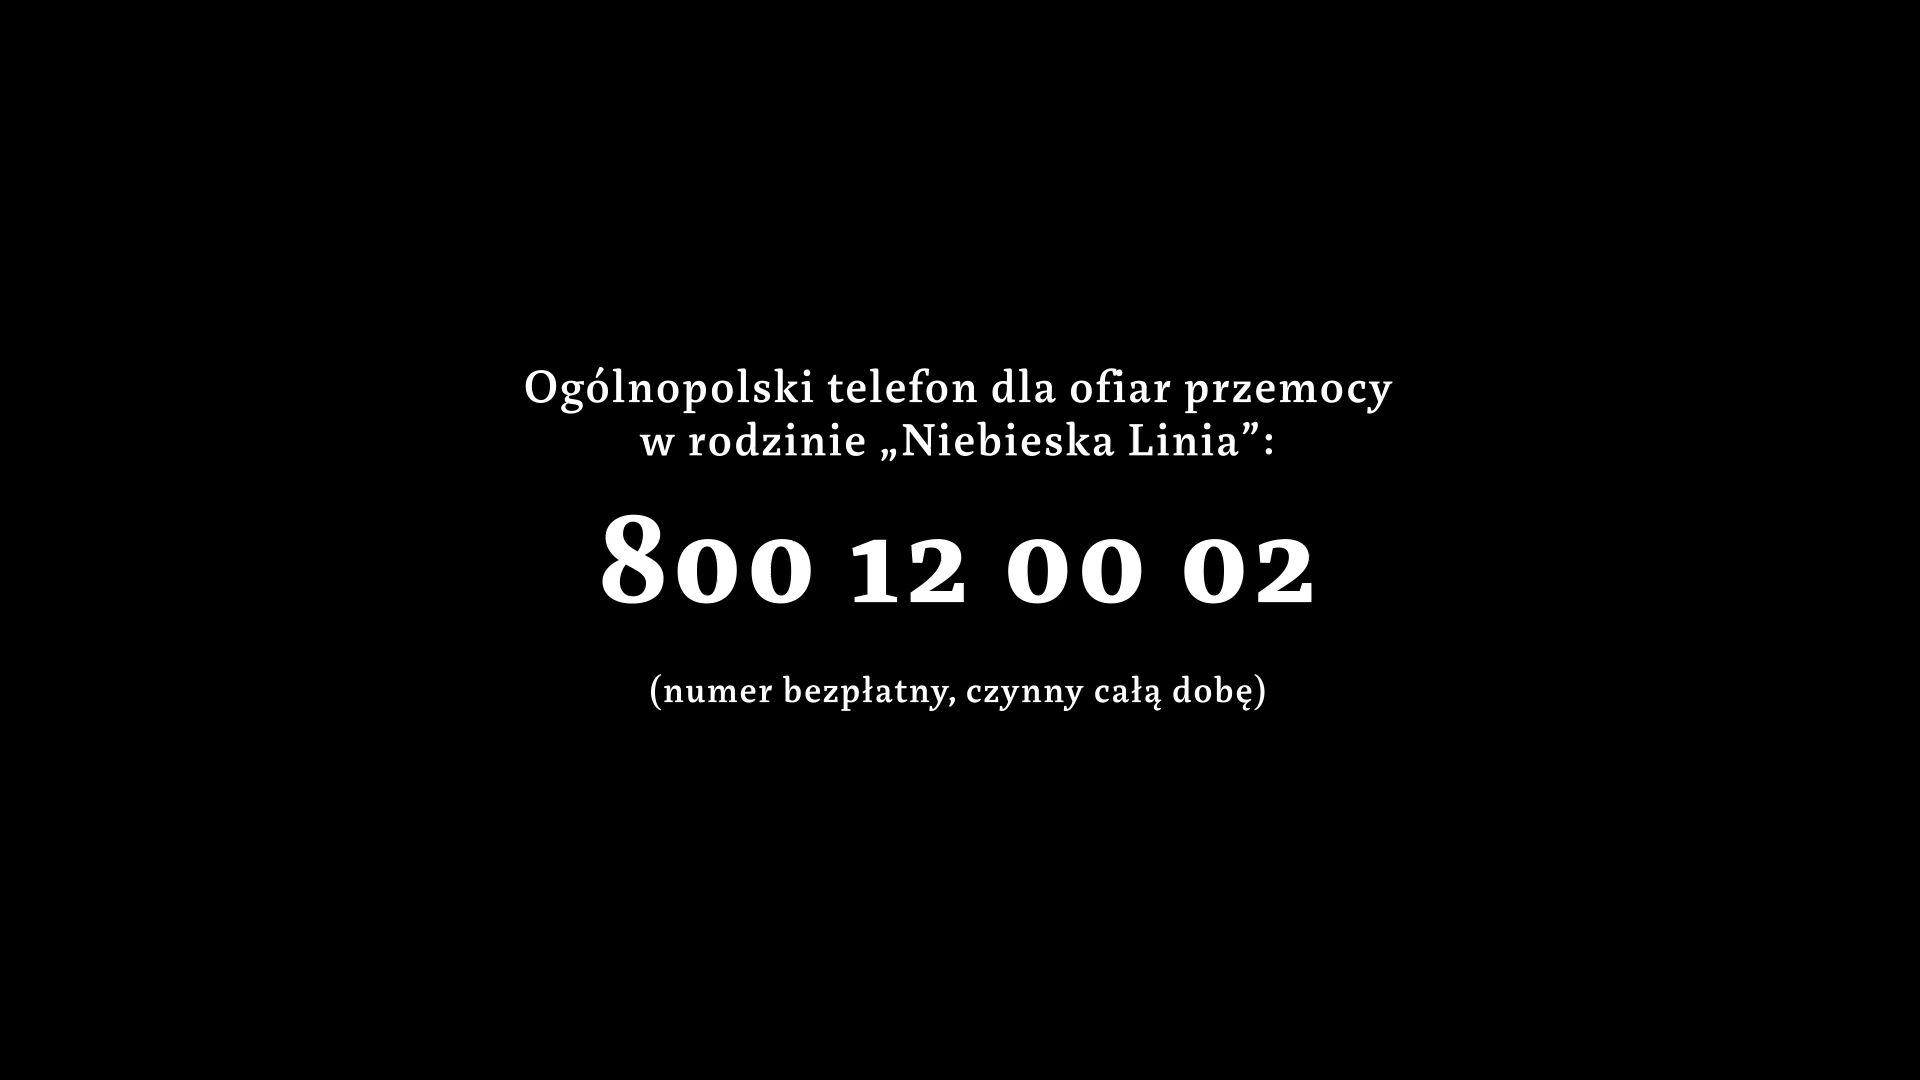 Ogólnopolski telefon dla ofiar przemocy
w rodzinie „Niebieska Linia”:
800 12 00 02
(numer bezpłatny, czynny całą dobę)